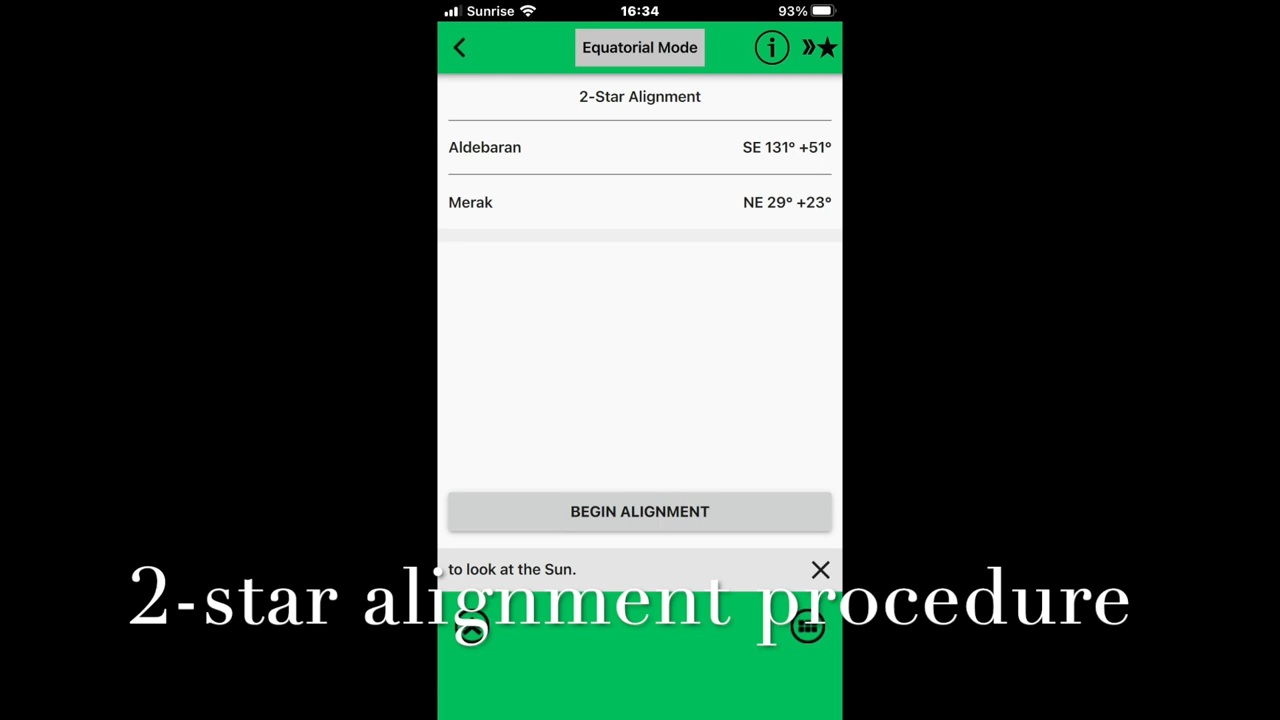 Sunrise 16:34 93%
Equatorial Mode
2-Star Alignment
Aldebaran SE 131° +51°
Merak NE 29° +23°
BEGIN ALIGNMENT
to look at the Sun.
2-star alignment procedure